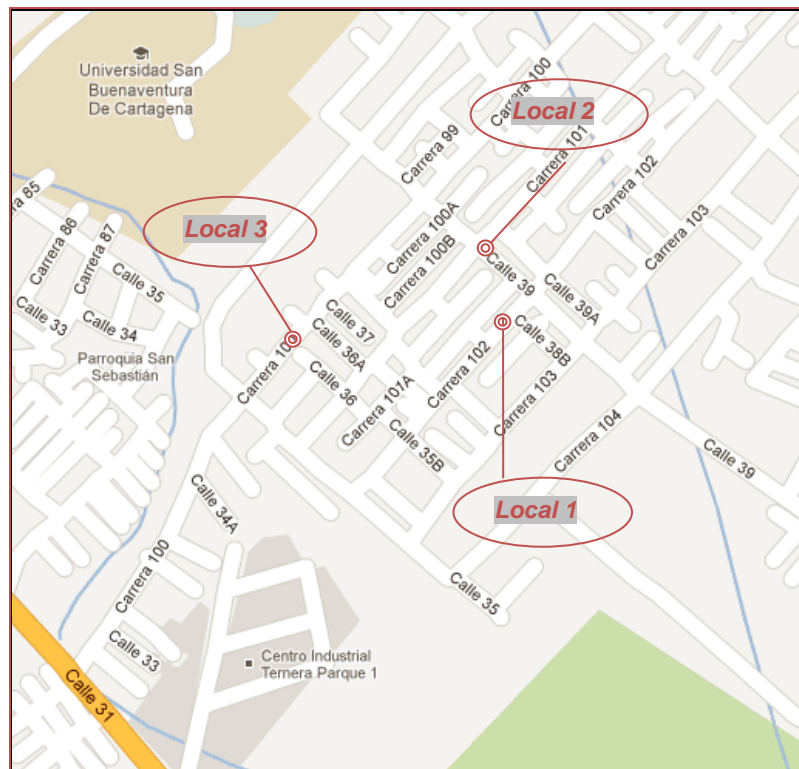 Universidad San
Buenaventura
De Cartagena
Carrera 100
Local 2
Carrera 99
Carrera 101
Carrera 102
ra 85
Carrera 86
Carrera 87
Local 3
Carrera 100A
Carrera 103
Carrera 100B
Calle 35
Calle 39
Calle 33
Calle 34
Calle 37
Calle 39A
Calle 36A
Calle 38B
Parroquia San
Sebastián
Carrera 10
Calle 36
Carrera 102
Carrera 103
Carrera 101A
Carrera 104
Calle 35B
Calle 39
Calle 34A
Local 1
Carrera 100
Calle 35
Calle 33
Centro Industrial
Ternera Parque 1
Calle 31